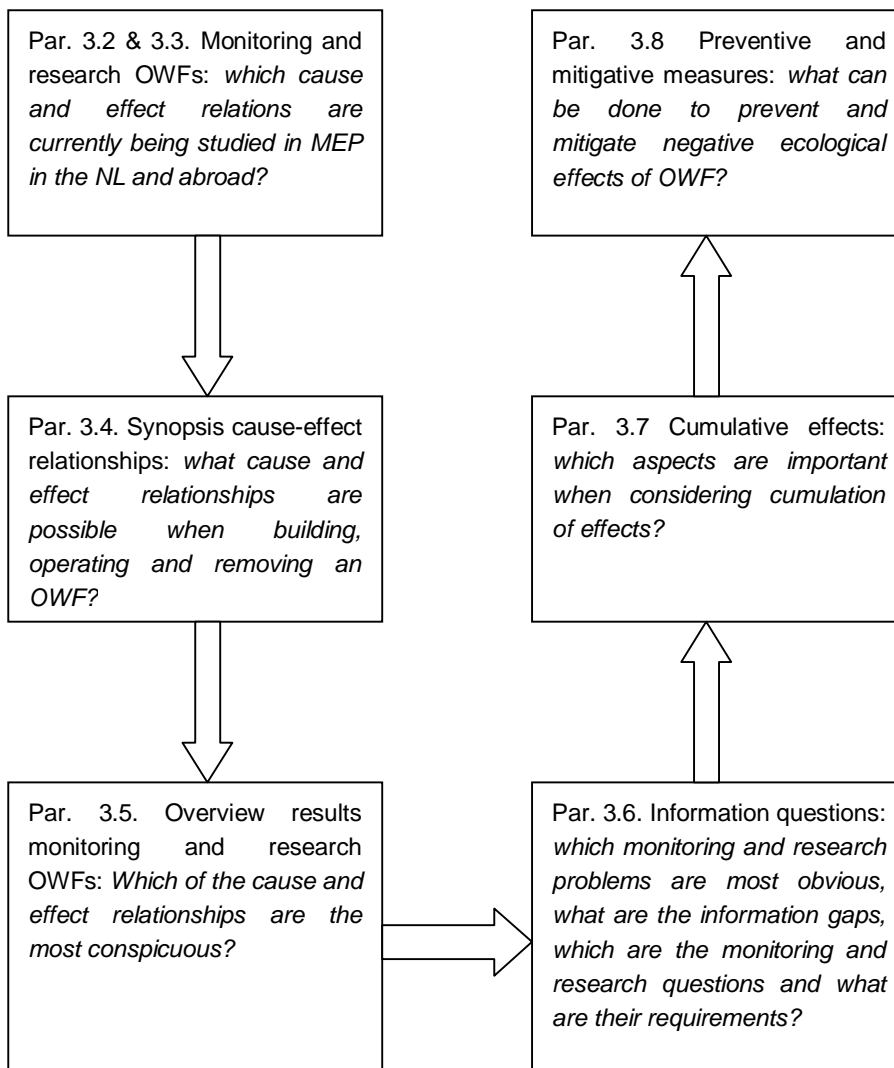 Par. 3.2 & 3.3. Monitoring and
research OWFs: which cause
and effect relations are
currently being studied in MEP
in the NL and abroad?
Par. 3.4. Synopsis cause-effect
relationships: what cause and
effect relationships are
possible when building,
operating and removing an
OWF?
Par. 3.5. Overview results
monitoring and research
OWFs: Which of the cause and
effect relationships are the
most conspicuous?
Par. 3.6. Information questions:
which monitoring and research
problems are most obvious,
what are the information gaps,
which are the monitoring and
research questions and what
are their requirements?
Par. 3.7 Cumulative effects:
which aspects are important
when considering cumulation
of effects?
Par. 3.8 Preventive and
mitigative measures: what can
be done to prevent and
mitigate negative ecological
effects of OWF?